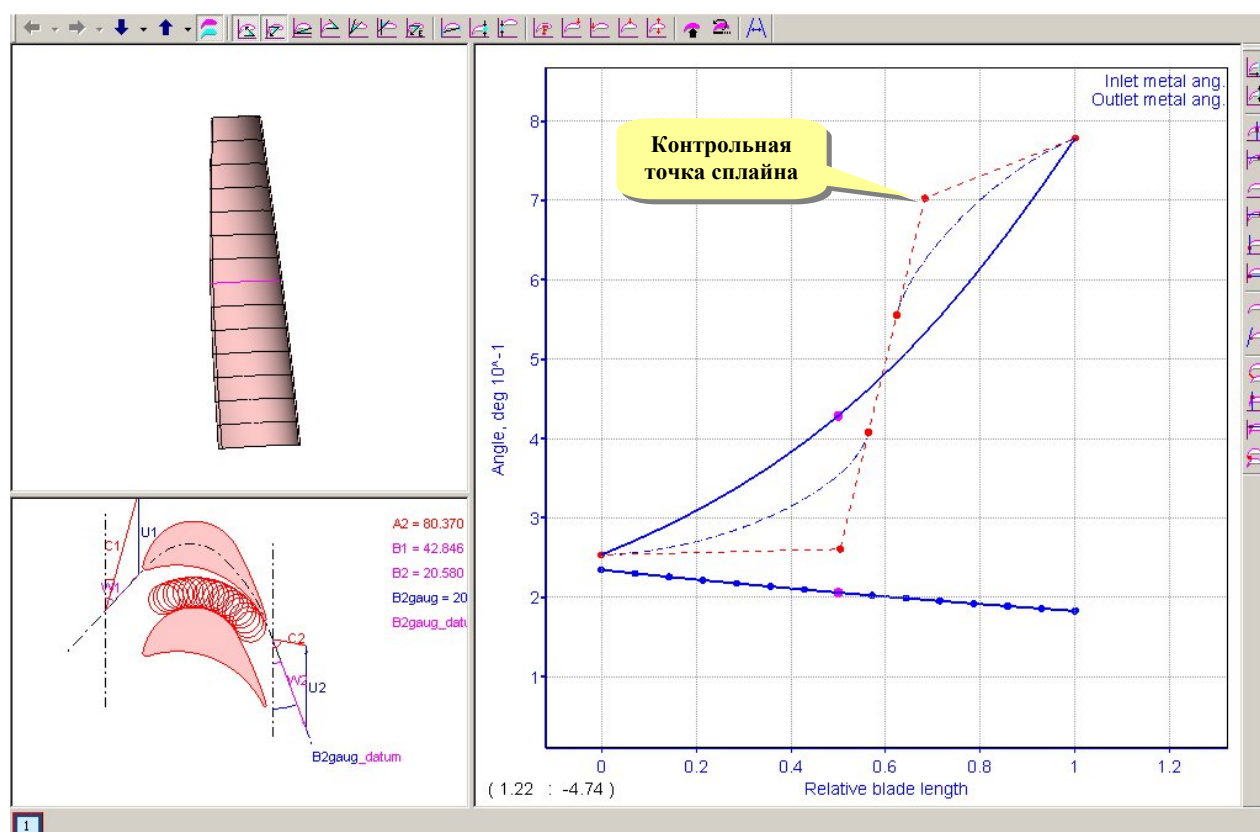 Inlet metal ang.
Outlet metal ang.
Контрольная
точка сплайна
Angle, deg 10^-1
8
7
6
5
4
3
2
1
0 0.2 0.4 0.6 0.8 1 1.2
( 1.22 : -4.74 )
Relative blade length
U1
C1
W1
A2 = 80.370
B1 = 42.846
B2 = 20.580
B2gaug = 20
B2gaug_datu
C2
W2
U2
B2gaug_datum
1